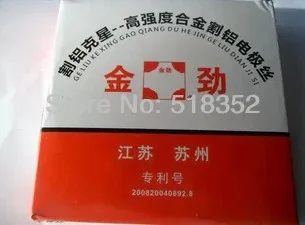 割铝克星--高强度合金割铝电极丝
GE LIU KE XING GAO QIANG DU HE JIN GE LIU DIAN JI SI
金 劲
江苏 苏州
专利号
200820040892.8
Store No: 518352